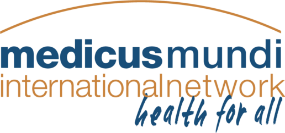 medicusmundi
internationalnetwork
health for all